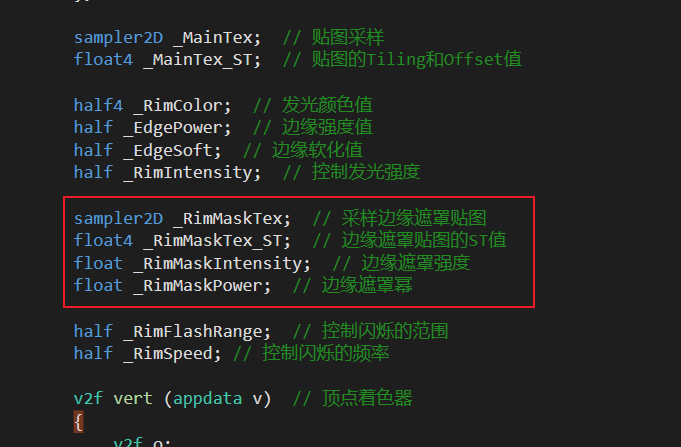 sampler2D _MainTex;  // 贴图采样
float4 _MainTex_ST;  // 贴图的Tiling和Offset值
half4 _RimColor;  // 发光颜色值
half _EdgePower;  // 边缘强度值
half _EdgeSoft;  // 边缘软化值
half _RimIntensity;  // 控制发光强度
sampler2D _RimMaskTex;  // 采样边缘遮罩贴图
float4 _RimMaskTex_ST;  // 边缘遮罩贴图的ST值
float _RimMaskIntensity;  // 边缘遮罩强度
float _RimMaskPower;  // 边缘遮罩幂
half _RimFlashRange;  // 控制闪烁的范围
half _RimSpeed; // 控制闪烁的频率
v2f vert (appdata v)  // 顶点着色器
{
v2f o;